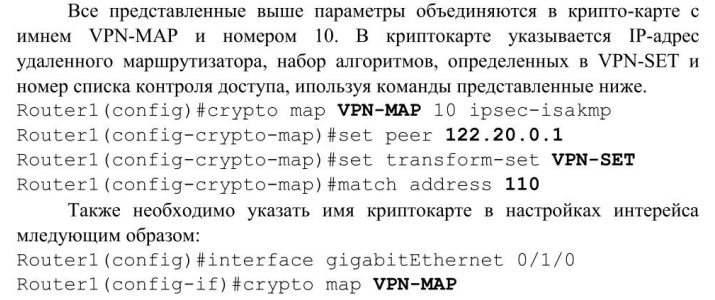 Все представленные выше параметры объединяются в крипто-карте с
имнем VPN-MAP и номером 10. В криптокарте указывается IP-адрес
удаленного маршрутизатора, набор алгоритмов, определенных в VPN-SET и
номер списка контроля доступа, ипользуя команды представленные ниже.
Router1(config)#crypto map VPN-MAP 10 ipsec-isakmp
Router1(config-crypto-map)#set peer 122.20.0.1
Router1(config-crypto-map)#set transform-set VPN-SET
Router1(config-crypto-map)#match address 110
Также необходимо указать имя криптокарте в настройках интерейса
мледующим образом:
Router1(config)#interface gigabitEthernet 0/1/0
Router1(config-if)#crypto map VPN-MAP